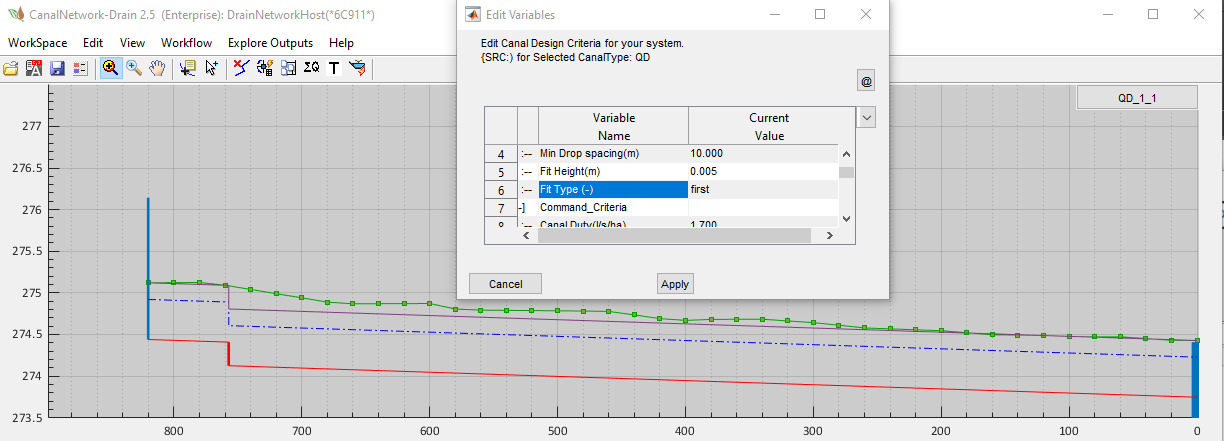 CanalNetwork-Drain 2.5 (Enterprise): DrainNetworkHost(*6C911*)
WorkSpace Edit View Workflow Explore Outputs Help
ΣQ T
Edit Variables
Edit Canal Design Criteria for your system.
{SRC:} for Selected CanalType: QD
@
Variable Name Current Value
4 :-- Min Drop spacing(m) 10.000
5 :-- Fit Height(m) 0.005
6 :-- Fit Type (-) first
7 -] Command_Criteria
8 :-- Canal Duty(l/s/ha) 1.700
Cancel Apply
QD_1_1
277
276.5
276
275.5
275
274.5
274
273.5
800 700 600 500 400 300 200 100 0